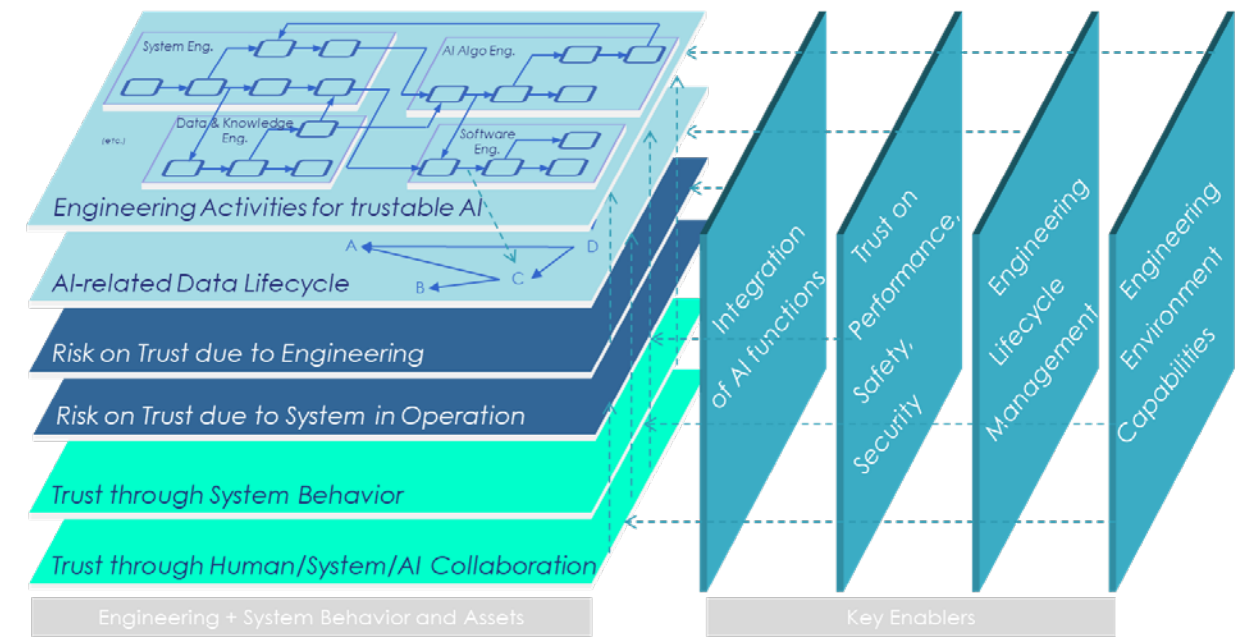 System Eng.
AI Algo Eng.
Data & Knowledge
Eng.
Software
Eng.
(etc.)
Engineering Activities for trustable AI
A
D
C
B
AI-related Data Lifecycle
Risk on Trust due to Engineering
Risk on Trust due to System in Operation
Trust through System Behavior
Trust through Human/System/AI Collaboration
Engineering + System Behavior and Assets
Integration
of AI functions
Trust on
Performance,
Safety,
Security
Engineering
Lifecycle
Management
Engineering
Environment
Capabilities
Key Enablers